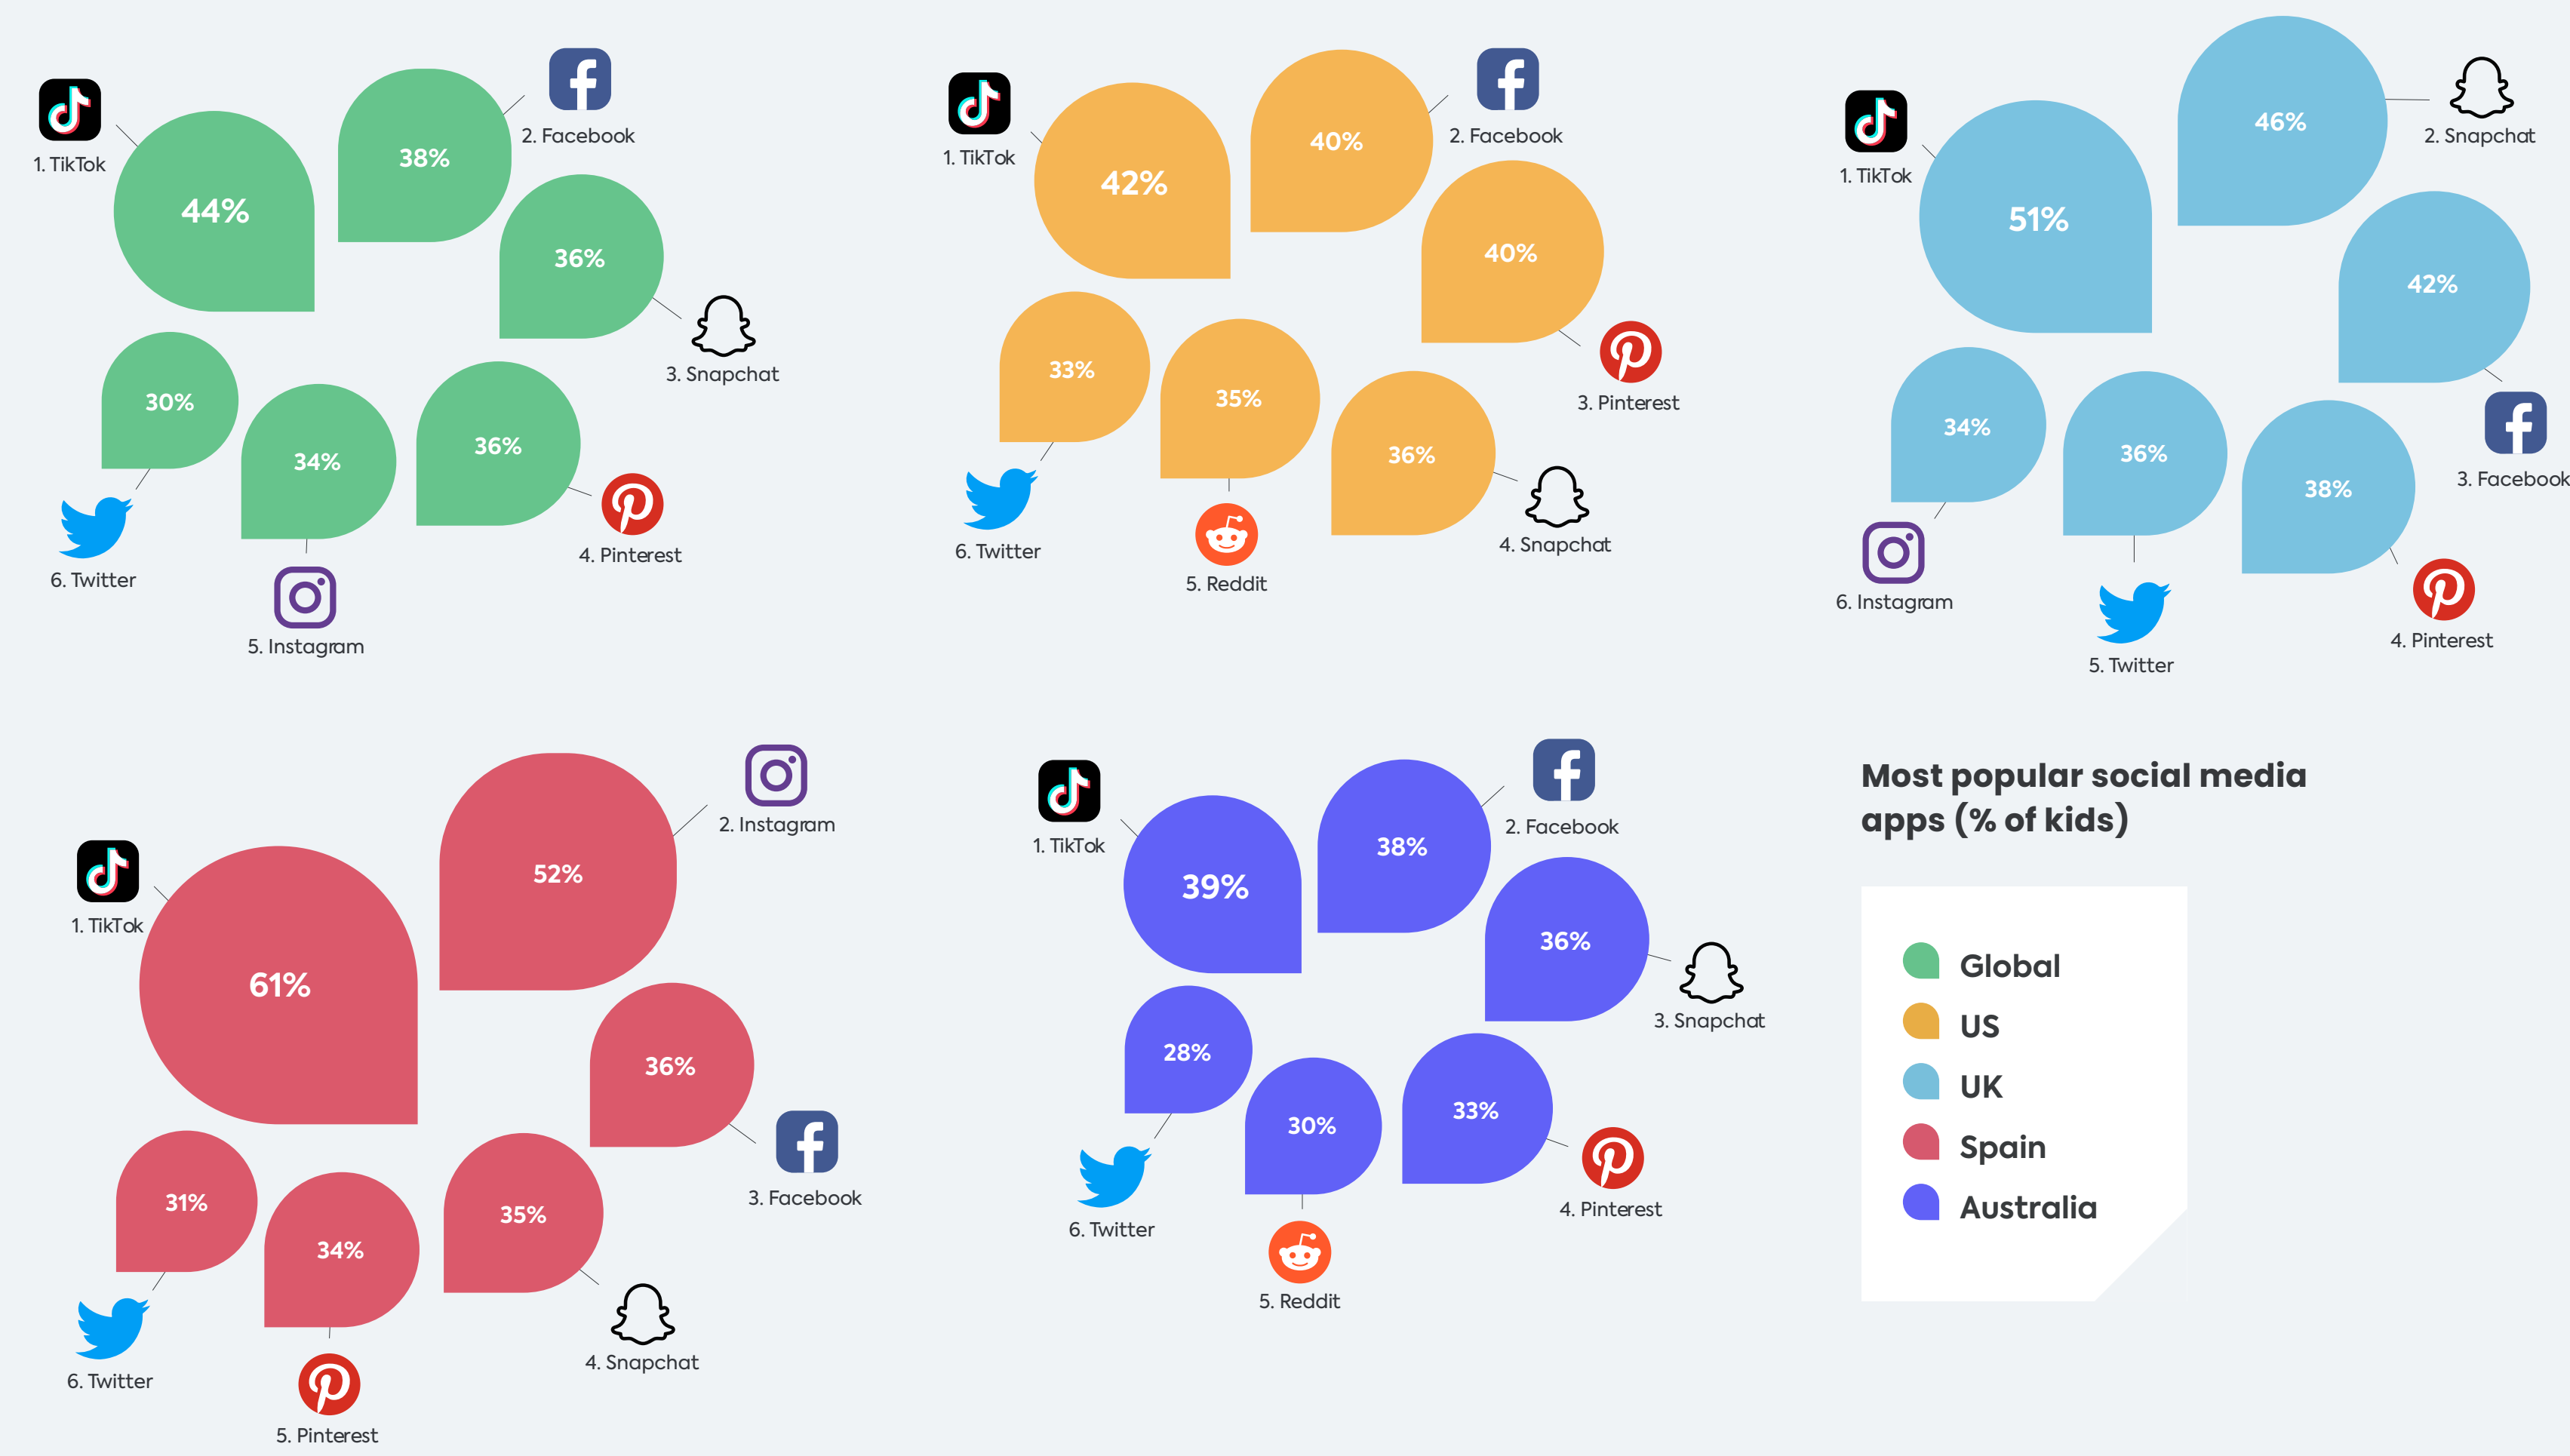 1. TikTok
44%
38%
2. Facebook
36%
3. Snapchat
36%
4. Pinterest
34%
5. Instagram
30%
6. Twitter
1. TikTok
42%
40%
2. Facebook
40%
3. Pinterest
36%
4. Snapchat
35%
5. Reddit
33%
6. Twitter
1. TikTok
51%
46%
2. Snapchat
42%
3. Facebook
38%
4. Pinterest
36%
5. Twitter
34%
6. Instagram
1. TikTok
61%
52%
2. Instagram
36%
3. Facebook
35%
4. Snapchat
34%
5. Pinterest
31%
6. Twitter
1. TikTok
39%
38%
2. Facebook
36%
3. Snapchat
33%
4. Pinterest
30%
5. Reddit
28%
6. Twitter
Most popular social media
apps (% of kids)
Global
US
UK
Spain
Australia